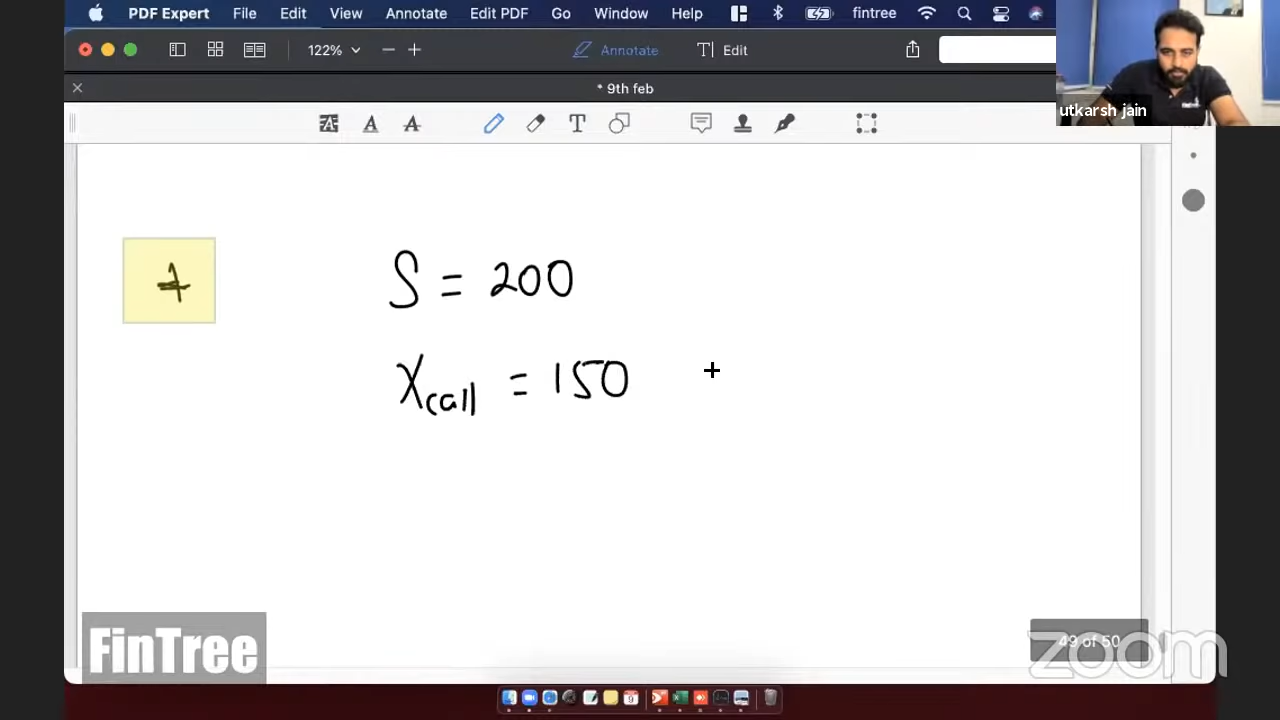 PDF Expert File Edit View Annotate Edit PDF Go Window Help fintree
122% Annotate T| Edit
* 9th feb
A A A T
utkarsh jain
S = 200
Xcall = 150
FinTree
49 of 50
zoom